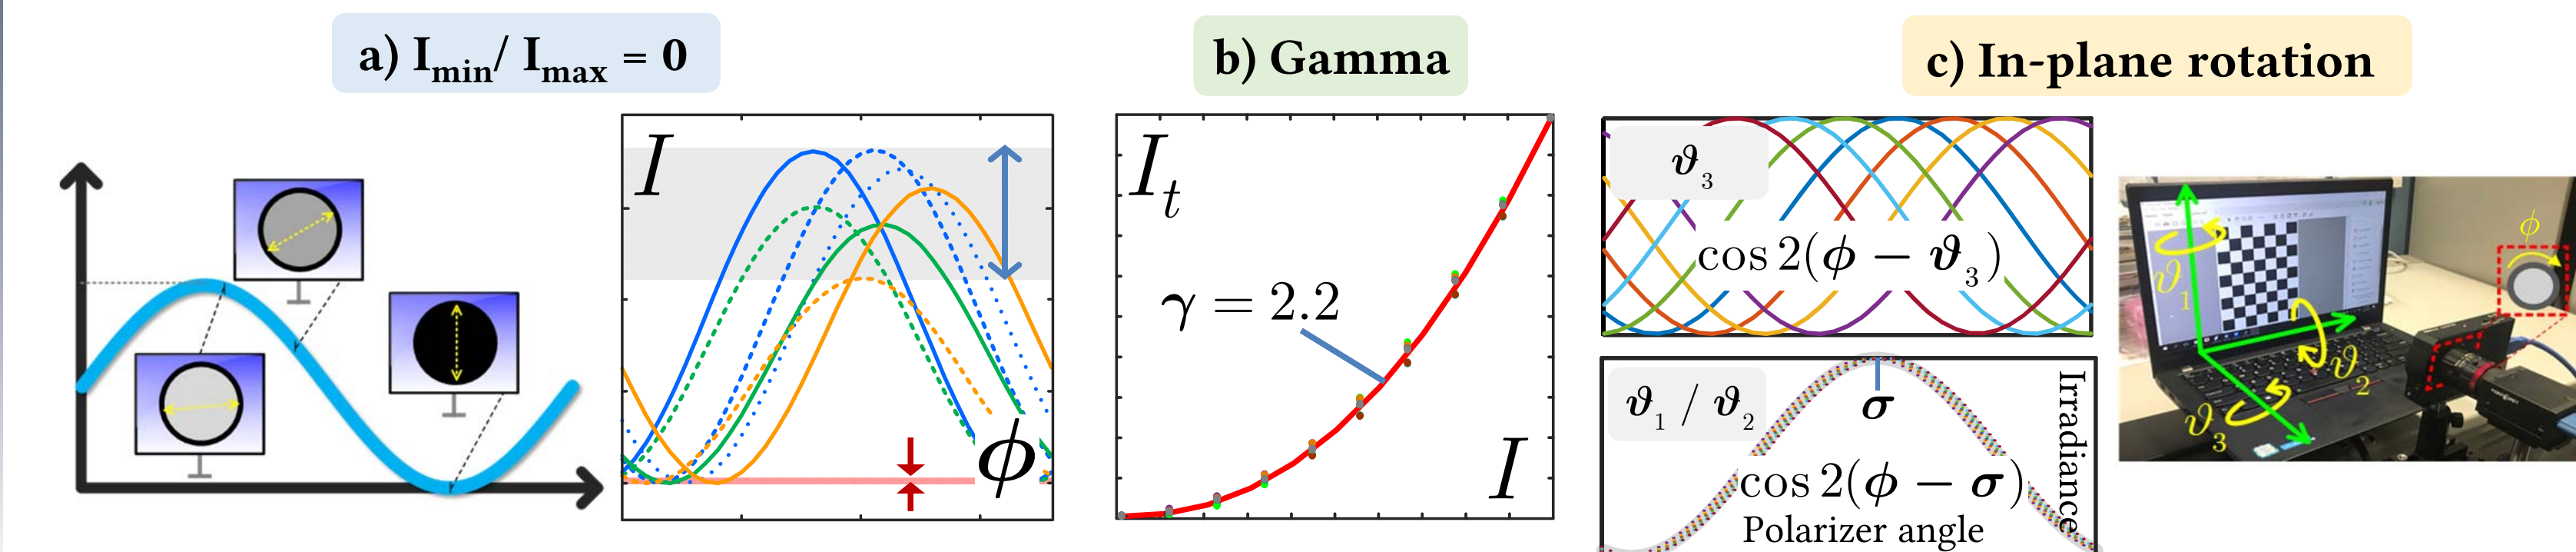 a) I_min / I_max = 0
b) Gamma
c) In-plane rotation
I
ϕ
I_t
γ = 2.2
I
ϑ_3
cos 2(ϕ − ϑ_3)
ϑ_1 / ϑ_2
σ
cos 2(ϕ − σ)
Polarizer angle
Irradiance
ϑ_1
ϑ_2
ϑ_3
ϕ